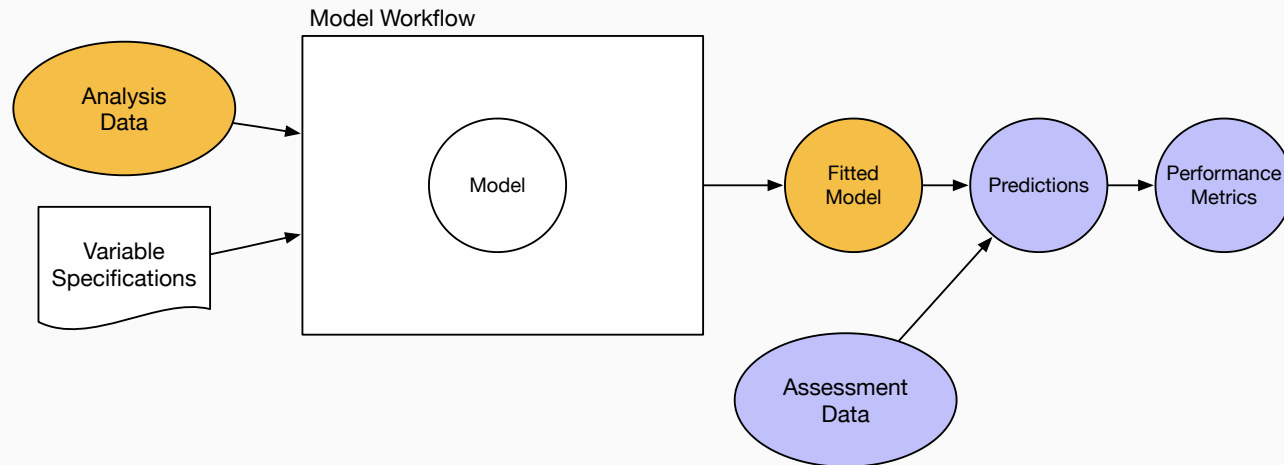 Model Workflow
Analysis
Data
Variable
Specifications
Model
Fitted
Model
Predictions
Performance
Metrics
Assessment
Data